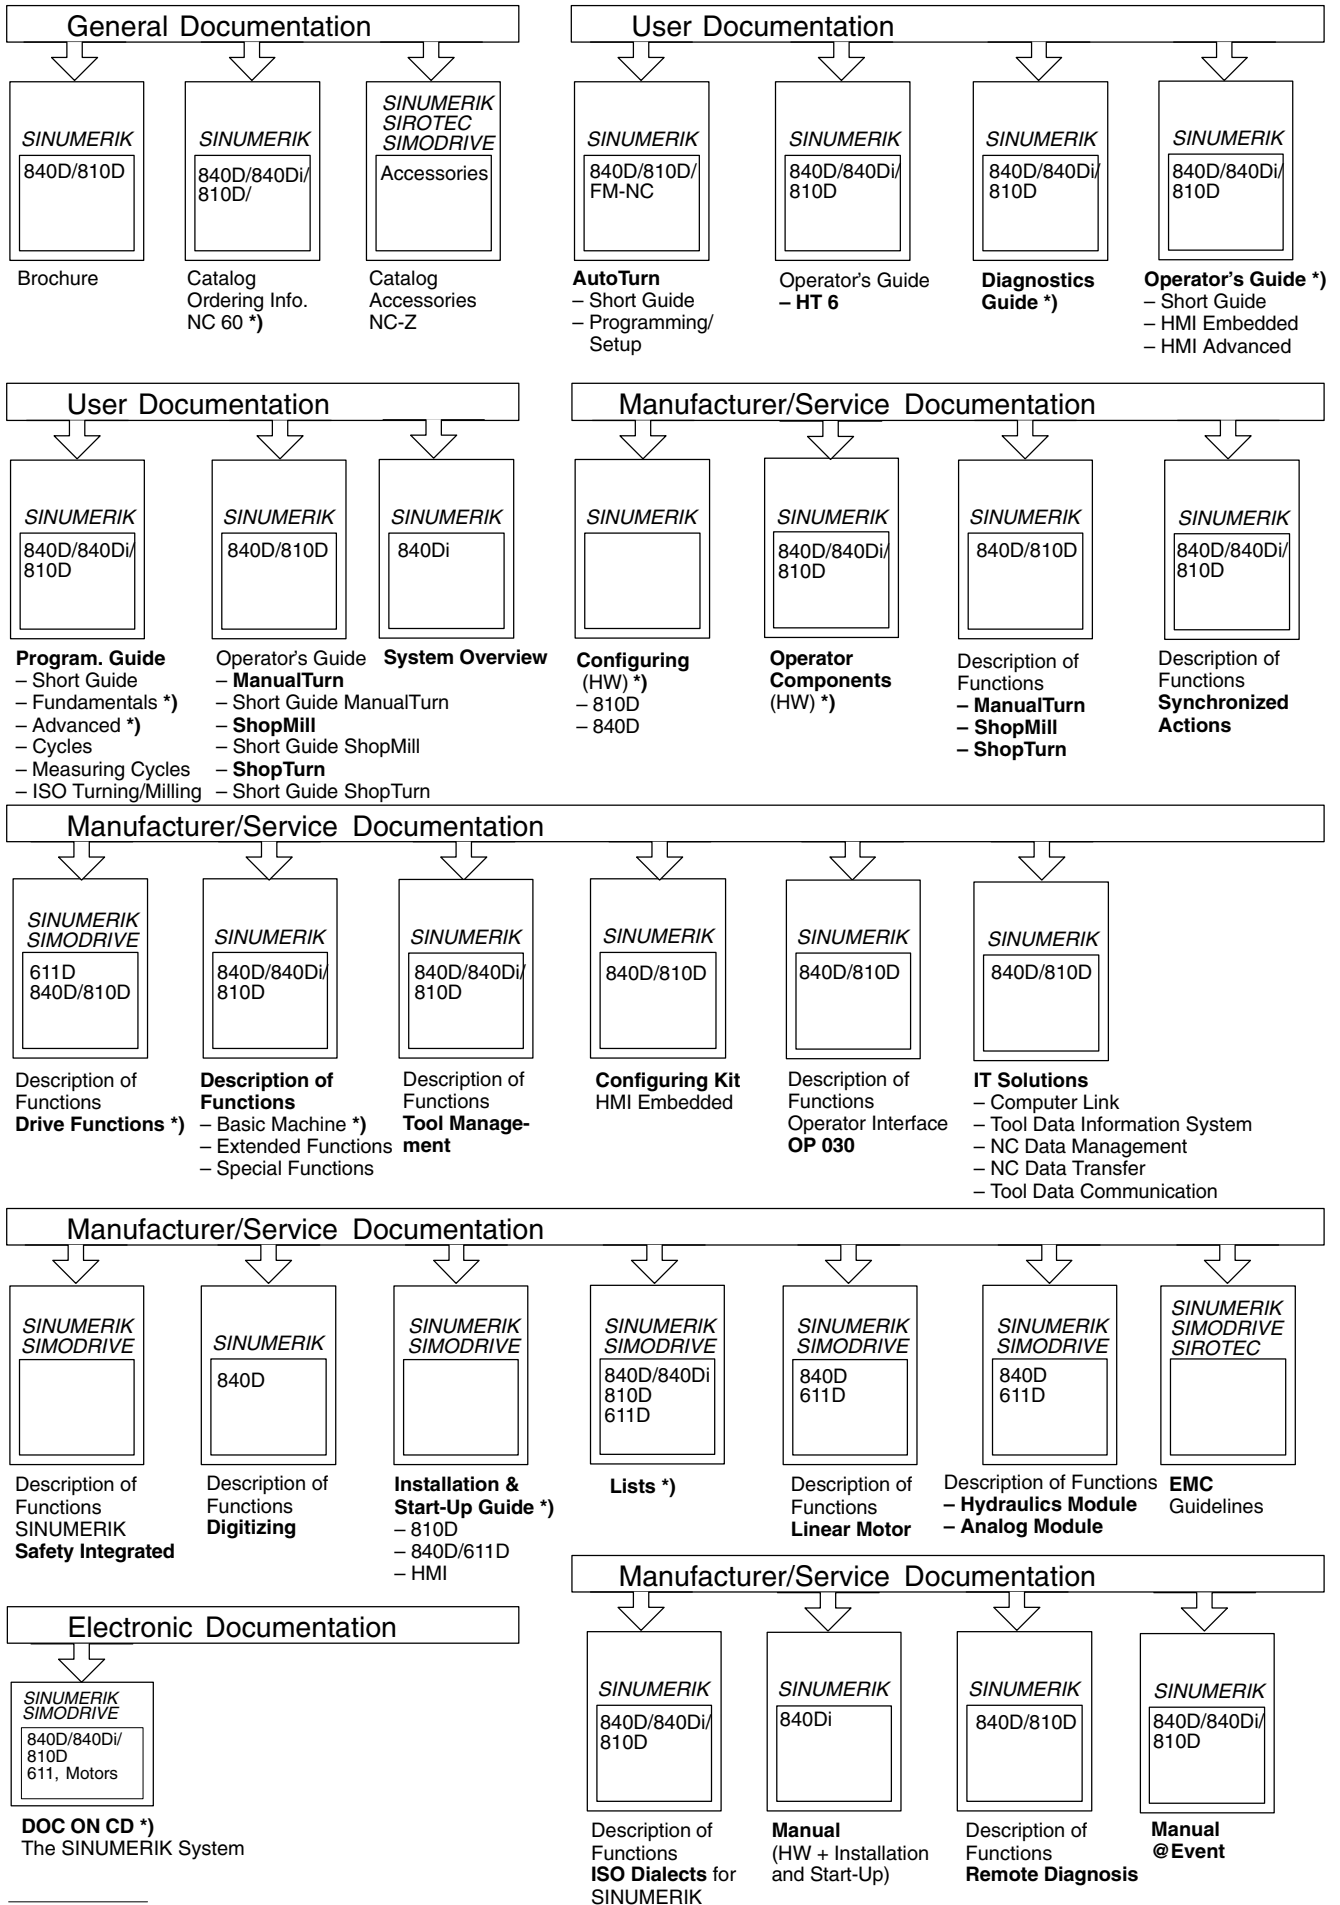 General Documentation
SINUMERIK
840D/810D
Brochure
SINUMERIK
840D/840Di/
810D/
Catalog
Ordering Info.
NC 60 *)
SINUMERIK
SIROTEC
SIMODRIVE
Accessories
Catalog
Accessories
NC-Z
User Documentation
SINUMERIK
840D/810D/
FM-NC
AutoTurn
– Short Guide
– Programming/
Setup
SINUMERIK
840D/840Di/
810D
Operator's Guide
– HT 6
SINUMERIK
840D/840Di/
810D
Diagnostics
Guide *)
SINUMERIK
840D/840Di/
810D
Operator's Guide *)
– Short Guide
– HMI Embedded
– HMI Advanced
User Documentation
SINUMERIK
840D/840Di/
810D
Program. Guide
– Short Guide
– Fundamentals *)
– Advanced *)
– Cycles
– Measuring Cycles
– ISO Turning/Milling
SINUMERIK
840D/810D
Operator's Guide
– ManualTurn
– Short Guide ManualTurn
– ShopMill
– Short Guide ShopMill
– ShopTurn
– Short Guide ShopTurn
SINUMERIK
840Di
System Overview
Manufacturer/Service Documentation
SINUMERIK
Configuring
(HW) *)
– 810D
– 840D
SINUMERIK
840D/840Di/
810D
Operator
Components
(HW) *)
SINUMERIK
840D/810D
Description of
Functions
– ManualTurn
– ShopMill
– ShopTurn
SINUMERIK
840D/840Di/
810D
Description of
Functions
Synchronized
Actions
Manufacturer/Service Documentation
SINUMERIK
SIMODRIVE
611D
840D/810D
Description of
Functions
Drive Functions *)
SINUMERIK
840D/840Di/
810D
Description of
Functions
– Basic Machine *)
– Extended Functions
– Special Functions
SINUMERIK
840D/840Di/
810D
Description of
Functions
Tool Manage-
ment
SINUMERIK
840D/810D
Configuring Kit
HMI Embedded
SINUMERIK
840D/810D
Description of
Functions
Operator Interface
OP 030
SINUMERIK
840D/810D
IT Solutions
– Computer Link
– Tool Data Information System
– NC Data Management
– NC Data Transfer
– Tool Data Communication
Manufacturer/Service Documentation
SINUMERIK
SIMODRIVE
Description of
Functions
SINUMERIK
Safety Integrated
SINUMERIK
840D
Description of
Functions
Digitizing
SINUMERIK
SIMODRIVE
Installation &
Start-Up Guide *)
– 810D
– 840D/611D
– HMI
SINUMERIK
SIMODRIVE
840D/840Di
810D
611D
Lists *)
SINUMERIK
SIMODRIVE
840D
611D
Description of
Functions
Linear Motor
SINUMERIK
SIMODRIVE
840D
611D
Description of Functions
– Hydraulics Module
– Analog Module
SINUMERIK
SIMODRIVE
SIROTEC
EMC
Guidelines
Electronic Documentation
SINUMERIK
SIMODRIVE
840D/840Di/
810D
611, Motors
DOC ON CD *)
The SINUMERIK System
Manufacturer/Service Documentation
SINUMERIK
840D/840Di/
810D
Description of
Functions
ISO Dialects for
SINUMERIK
SINUMERIK
840Di
Manual
(HW + Installation
and Start-Up)
SINUMERIK
840D/810D
Description of
Functions
Remote Diagnosis
SINUMERIK
840D/840Di/
810D
Manual
@Event